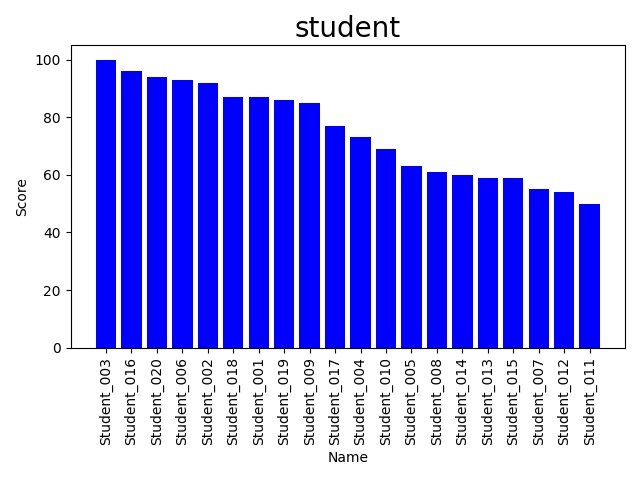 student
Score
100
80
60
40
20
0
Student_003
Student_016
Student_020
Student_006
Student_002
Student_018
Student_001
Student_019
Student_009
Student_017
Student_004
Student_010
Student_005
Student_008
Student_014
Student_013
Student_015
Student_007
Student_012
Student_011
Name